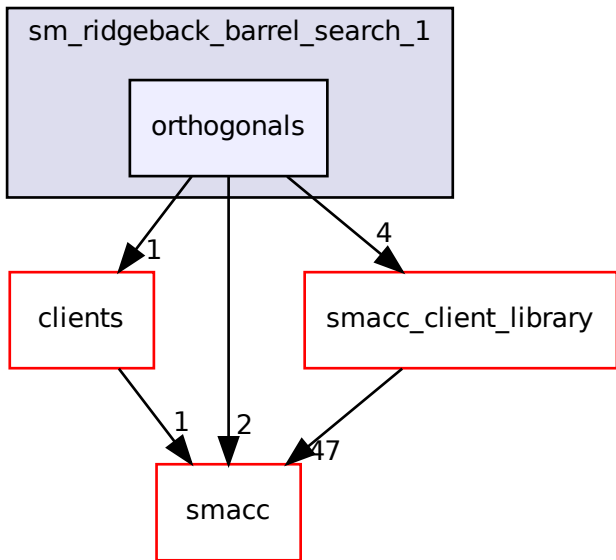 sm_ridgeback_barrel_search_1
orthogonals
1
4
clients
smacc_client_library
1
2
47
smacc